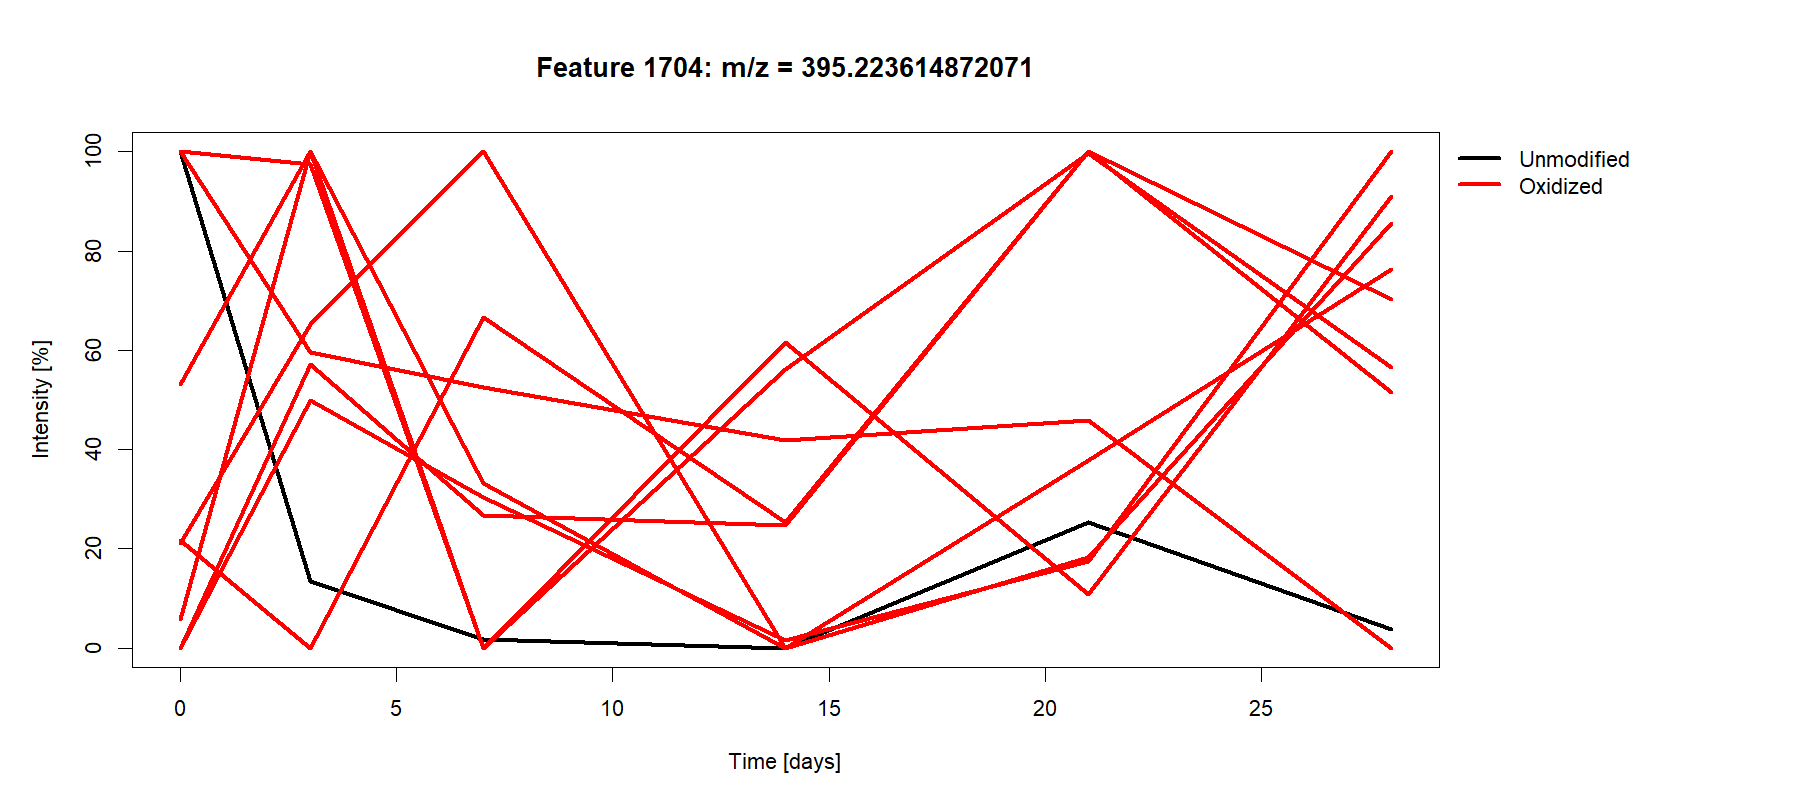 Feature 1704: m/z = 395.223614872071
Unmodified
Oxidized
Intensity [%]
100
80
60
40
20
0
0 5 10 15 20 25
Time [days]